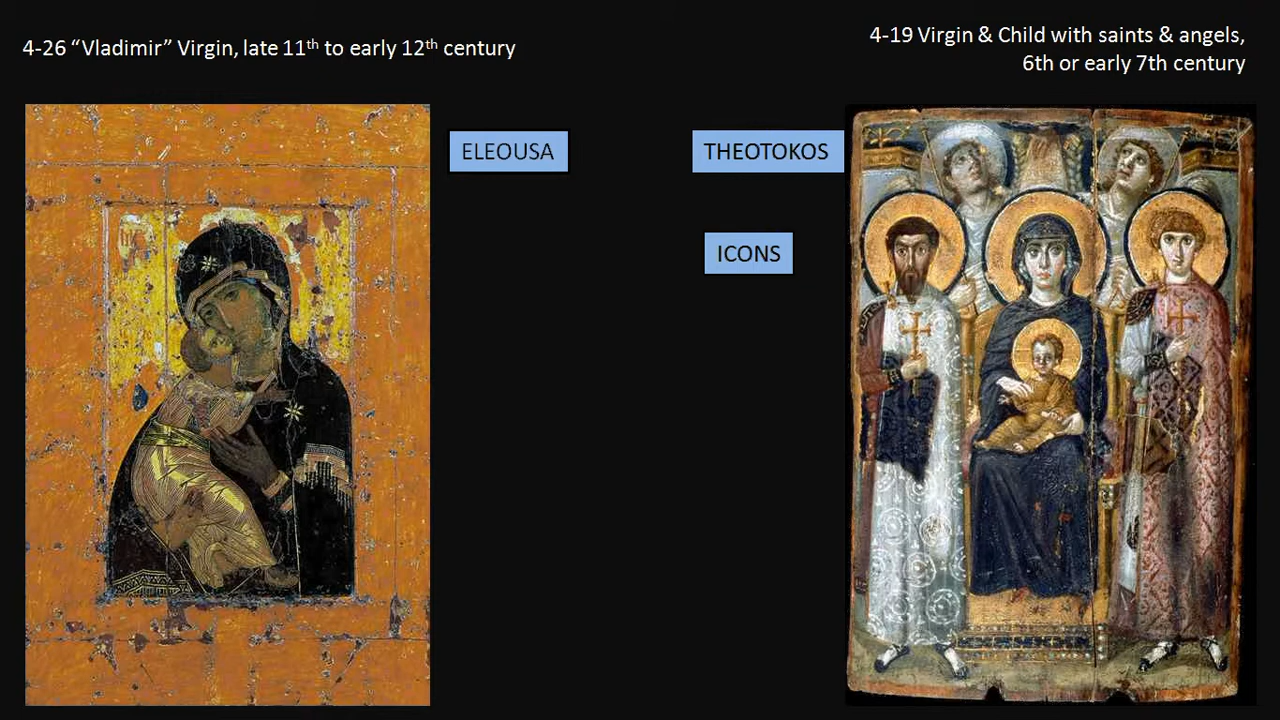 4-26 “Vladimir” Virgin, late 11th to early 12th century
4-19 Virgin & Child with saints & angels,
6th or early 7th century
ELEOUSA
THEOTOKOS
ICONS